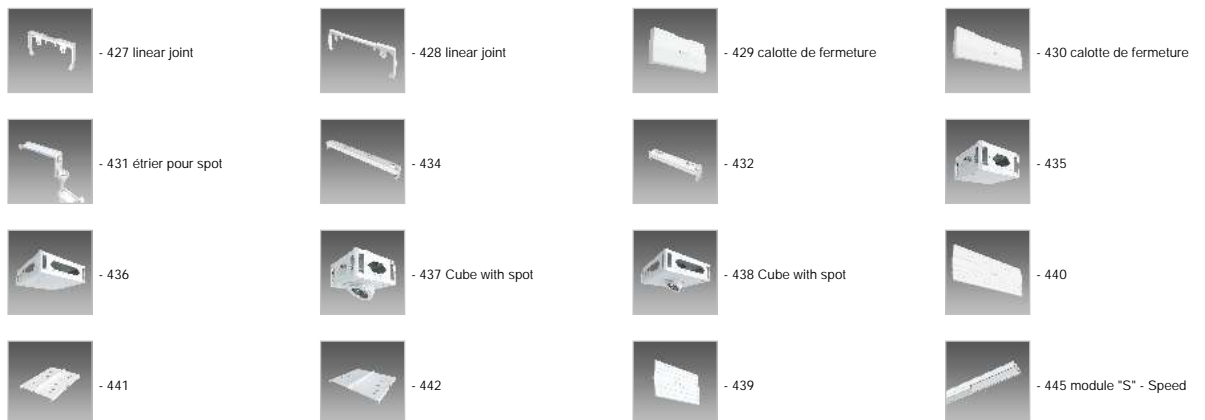 - 427 linear joint
- 428 linear joint
- 429 calotte de fermeture
- 430 calotte de fermeture
- 431 étrier pour spot
- 434
- 432
- 435
- 436
- 437 Cube with spot
- 438 Cube with spot
- 440
- 441
- 442
- 439
- 445 module "S" - Speed